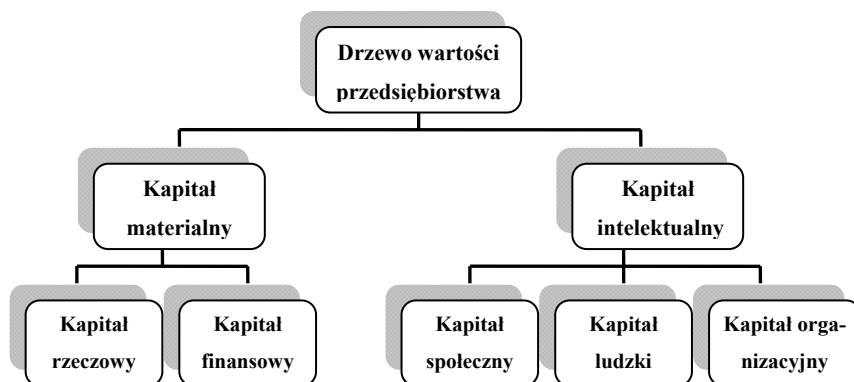 Drzewo wartości
przedsiębiorstwa
Kapitał
materialny
Kapitał
intelektualny
Kapitał
rzeczowy
Kapitał
finansowy
Kapitał
społeczny
Kapitał
ludzki
Kapitał orga-
nizacyjny